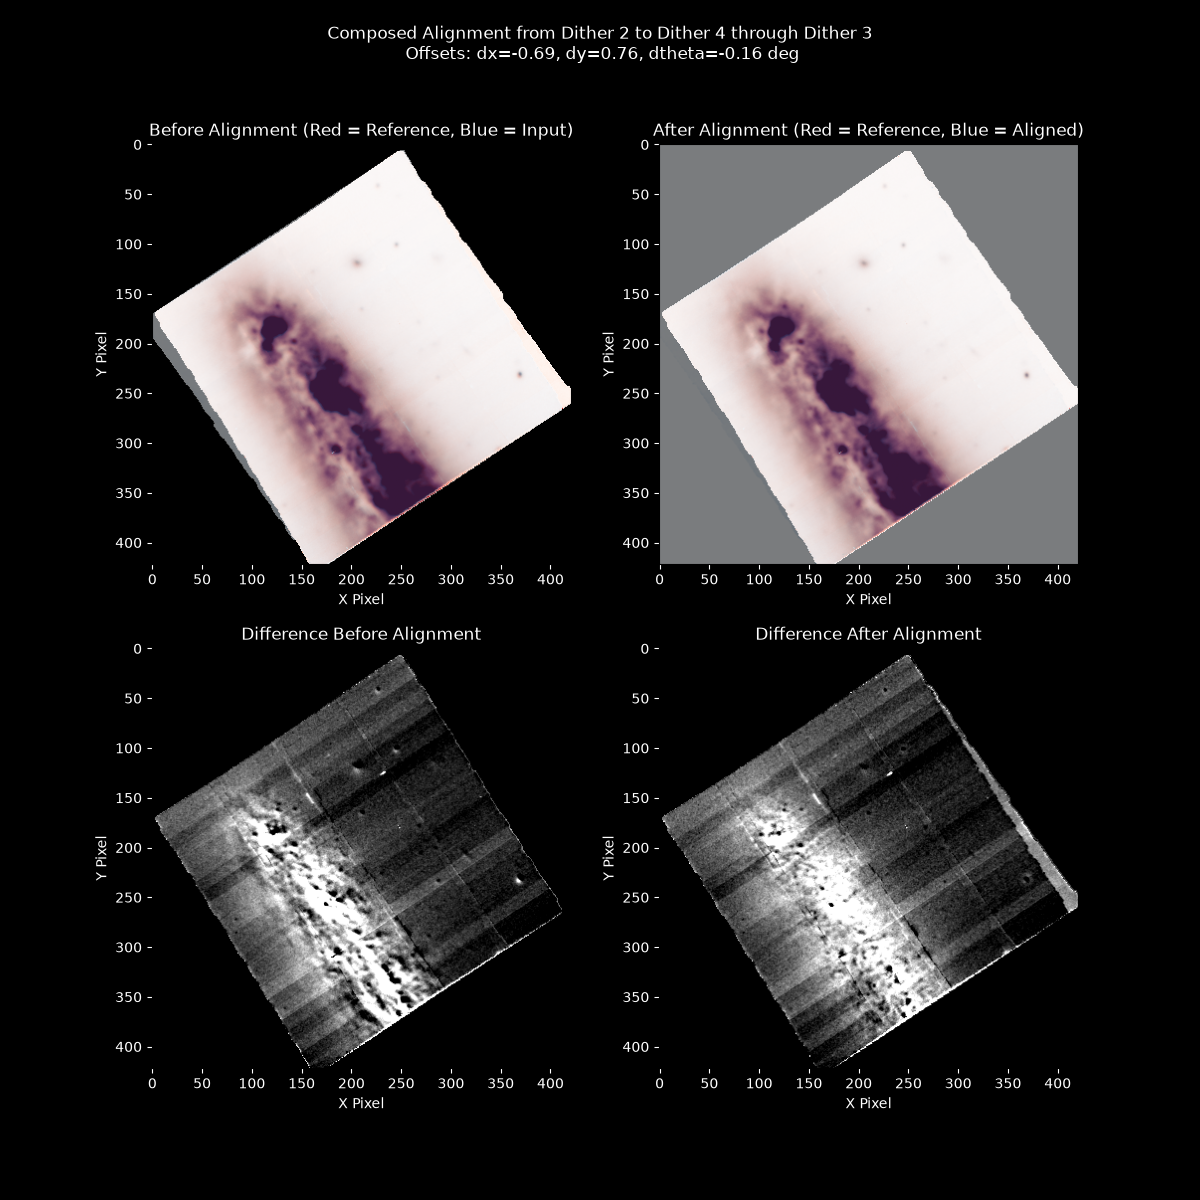 Composed Alignment from Dither 2 to Dither 4 through Dither 3
Offsets: dx=-0.69, dy=0.76, dtheta=-0.16 deg
Before Alignment (Red = Reference, Blue = Input)
0
50
100
150
200
250
300
350
400
Y Pixel
0 50 100 150 200 250 300 350 400
X Pixel
After Alignment (Red = Reference, Blue = Aligned)
0
50
100
150
200
250
300
350
400
Y Pixel
0 50 100 150 200 250 300 350 400
X Pixel
Difference Before Alignment
0
50
100
150
200
250
300
350
400
Y Pixel
0 50 100 150 200 250 300 350 400
X Pixel
Difference After Alignment
0
50
100
150
200
250
300
350
400
Y Pixel
0 50 100 150 200 250 300 350 400
X Pixel